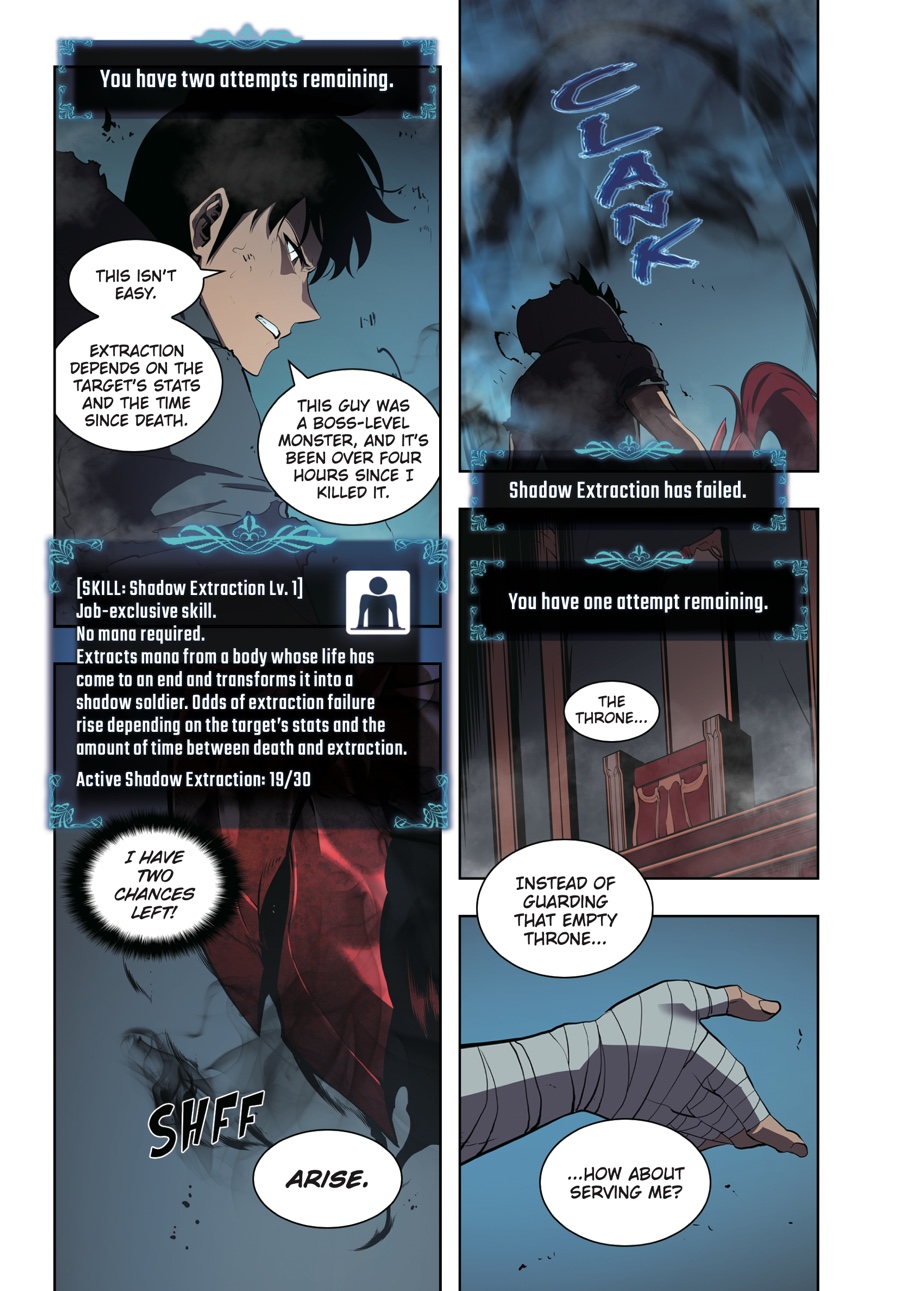 You have two attempts remaining.
THIS ISN'T
EASY.
EXTRACTION
DEPENDS ON THE
TARGET'S STATS
AND THE TIME
SINCE DEATH.
THIS GUY WAS
A BOSS-LEVEL
MONSTER, AND IT'S
BEEN OVER FOUR
HOURS SINCE I
KILLED IT.
[SKILL: Shadow Extraction Lv. 1]
Job-exclusive skill.
No mana required.
Extracts mana from a body whose life has
come to an end and transforms it into a
shadow soldier. Odds of extraction failure
rise depending on the target's stats and the
amount of time between death and extraction.
Active Shadow Extraction: 19/30
I HAVE
TWO
CHANCES
LEFT!
SHFF
ARISE.
CLANK
Shadow Extraction has failed.
You have one attempt remaining.
THE
THRONE...
INSTEAD OF
GUARDING
THAT EMPTY
THRONE...
...HOW ABOUT
SERVING ME?